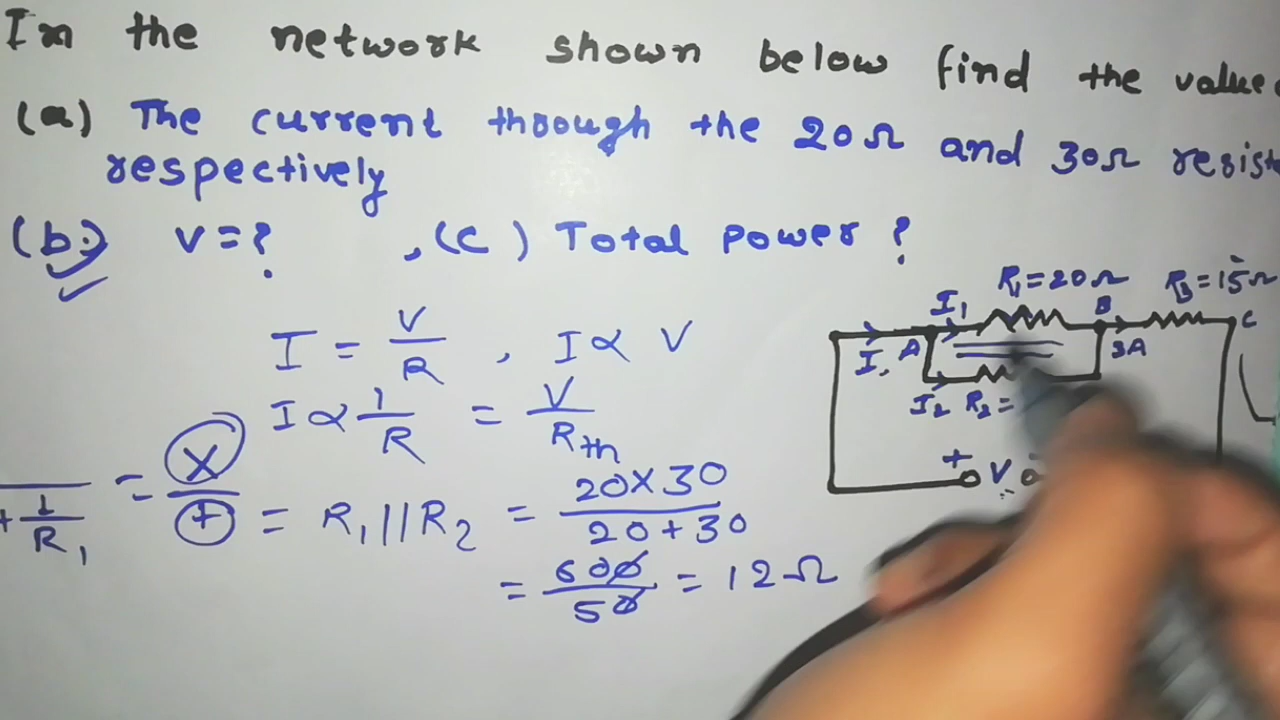 In the network shown below find the value
(a) The current through the 20Ω and 30Ω resist
respectively
(b) V=? , (C) Total Power ?
R₁=20Ω R₃=15Ω
I₁ B C
I, A 3A
I₂ R₂=
+ V
I = V/R , I ∝ V
I ∝ 1/R = V/Rth
+ 1/R₁ = X/+ = R₁||R₂ = 20×30/20+30
= 600/50 = 12Ω